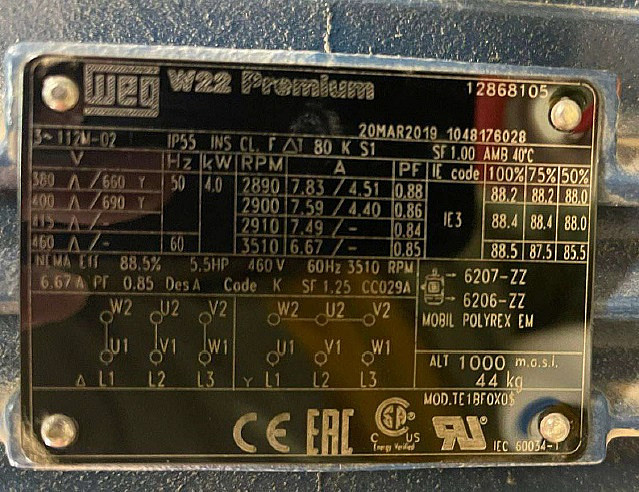 WEG W22 Premium 12868105
20MAR2019 1048176028
3~112M-02 IP55 INS CL. F ΔT 80 K S1 SF 1.00 AMB 40°C
V Hz kW RPM A PF IE code 100% 75% 50%
380 Δ / 660 Y 50 4.0 2890 7.83 / 4.51 0.88 IE3 88.2 88.2 88.0
400 Δ / 690 Y 2900 7.59 / 4.40 0.86 88.4 88.4 88.0
415 Δ / - 2910 7.49 / - 0.84
460 Δ / - 60 3510 6.67 / - 0.85 88.5 87.5 85.5
NEMA Eff 88.5% 5.5HP 460V 60Hz 3510 RPM
6.67 A PF 0.85 Des A Code K SF 1.25 CC029A
→ 6207-ZZ
→ 6206-ZZ
MOBIL POLYREX EM
W2 U2 V2 W2 U2 V2
U1 V1 W1 U1 V1 W1
Δ L1 L2 L3 Y L1 L2 L3
ALT 1000 m.a.s.l.
44 kg
MOD.TE1BF0X0$
CE EAC CSA C US Energy Verified UR IEC 60034-1